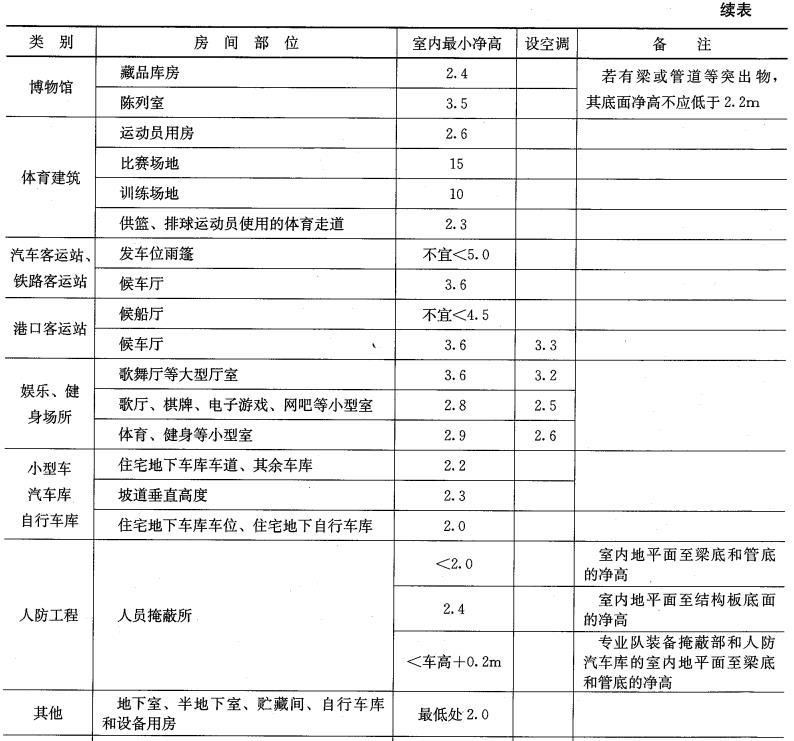 续表
类 别 房 间 部 位 室内最小净高 设空调 备 注
博物馆 藏品库房 2.4 若有梁或管道等突出物，
其底面净高不应低于2.2m
陈列室 3.5
体育建筑 运动员用房 2.6
比赛场地 15
训练场地 10
供篮、排球运动员使用的体育走道 2.3
汽车客运站、
铁路客运站
发车位雨篷 不宜<5.0
候车厅 3.6
港口客运站 候船厅 不宜<4.5
候车厅 3.6 3.3
娱乐、健
身场所
歌舞厅等大型厅室 3.6 3.2
歌厅、棋牌、电子游戏、网吧等小型室 2.8 2.5
体育、健身等小型室 2.9 2.6
小型车
汽车库
自行车库
住宅地下车库车道、其余车库 2.2
坡道垂直高度 2.3
住宅地下车库车位、住宅地下自行车库 2.0
人防工程 人员掩蔽所 <2.0 室内地平面至梁底和管底
的净高
2.4 室内地平面至结构板底面
的净高
<车高+0.2m 专业队装备掩蔽部和人防
汽车库的室内地平面至梁底
和管底的净高
其他 地下室、半地下室、贮藏间、自行车库
和设备用房
最低处2.0